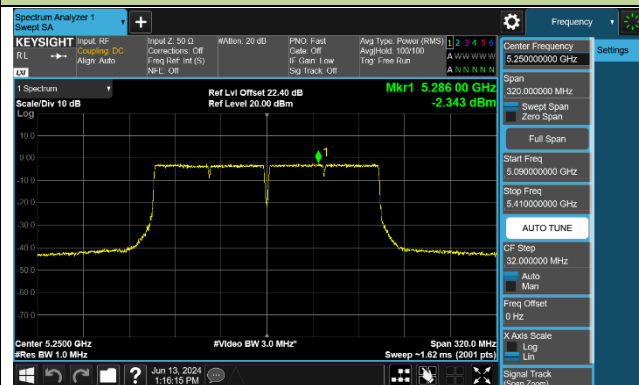 Spectrum Analyzer 1
Swept SA
+
Frequency
KEYSIGHT
RL
LXI
Input: RF
Coupling: DC
Align: Auto
Input Z: 50 Ω
Corrections: Off
Freq Ref: Int (S)
NFE: Off
#Atten: 20 dB
PNO: Fast
Gate: Off
IF Gain: Low
Sig Track: Off
Avg Type: Power (RMS)
Avg|Hold: 100/100
Trig: Free Run
1 2 3 4 5 6
A W W W W W
A N N N N N
1 Spectrum
Scale/Div 10 dB
Log
Ref Lvl Offset 22.40 dB
Ref Level 20.00 dBm
Mkr1 5.286 00 GHz
-2.343 dBm
1
10.0
0.00
-10.0
-20.0
-30.0
-40.0
-50.0
-60.0
-70.0
Center 5.2500 GHz
#Res BW 1.0 MHz
#Video BW 3.0 MHz*
Span 320.0 MHz
Sweep ~1.62 ms (2001 pts)
Center Frequency
5.250000000 GHz
Span
320.000000 MHz
Swept Span
Zero Span
Full Span
Start Freq
5.090000000 GHz
Stop Freq
5.410000000 GHz
AUTO TUNE
CF Step
32.000000 MHz
Auto
Man
Freq Offset
0 Hz
X Axis Scale
Log
Lin
Signal Track
(Span Zoom)
Settings
?
Jun 13, 2024
1:16:15 PM